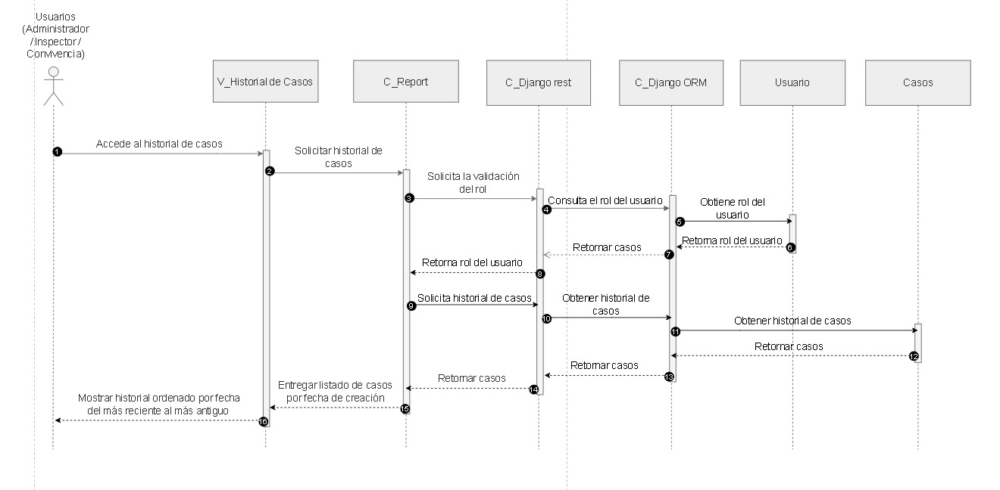 Usuarios
(Administrador
/ Inspector /
Convivencia)
V_Historial de Casos
C_Report
C_Django rest
C_Django ORM
Usuario
Casos
1
Accede al historial de casos
2
Solicitar historial de
casos
3
Solicita la validación
del rol
4
Consulta el rol del usuario
5
Obtiene rol del
usuario
6
Retorna rol del usuario
7
Retornar casos
8
Retorna rol del usuario
9
Solicita historial de casos
10
Obtener historial de
casos
11
Obtener historial de casos
12
Retornar casos
13
Retornar casos
14
Retornar casos
15
Entregar listado de casos
por fecha de creación
16
Mostrar historial ordenado por fecha
del más reciente al más antiguo